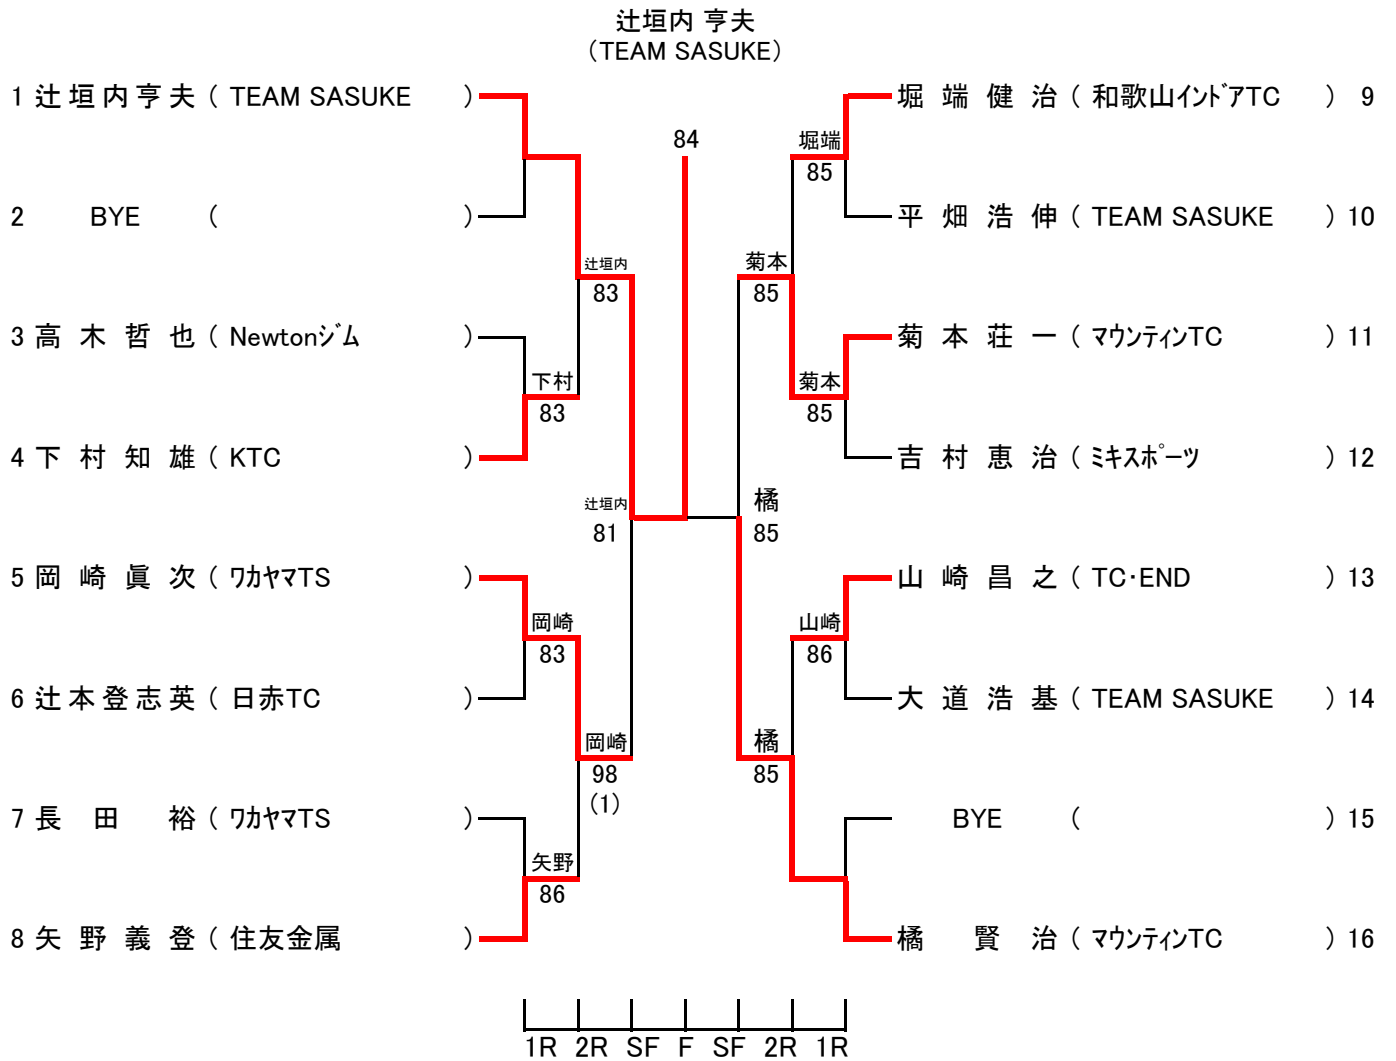 辻垣内 亨夫
（TEAM SASUKE）
1 辻垣内亨夫 （ TEAM SASUKE ）
2 BYE （ ）
3 高木哲也 （ Newtonジム ）
4 下村知雄 （ KTC ）
5 岡崎眞次 （ ワカヤマTS ）
6 辻本登志英 （ 日赤TC ）
7 長田 裕 （ ワカヤマTS ）
8 矢野義登 （ 住友金属 ）
下村
83
岡崎
83
矢野
86
辻垣内
83
岡崎
98
（1）
辻垣内
81
84
橘
85
菊本
85
橘
85
堀端
85
菊本
85
山崎
86
堀端健治 （ 和歌山インドアTC ） 9
平畑浩伸 （ TEAM SASUKE ） 10
菊本荘一 （ マウンティンTC ） 11
吉村恵治 （ ミキスポーツ ） 12
山崎昌之 （ TC・END ） 13
大道浩基 （ TEAM SASUKE ） 14
BYE （ ） 15
橘 賢治 （ マウンティンTC ） 16
1R 2R SF F SF 2R 1R